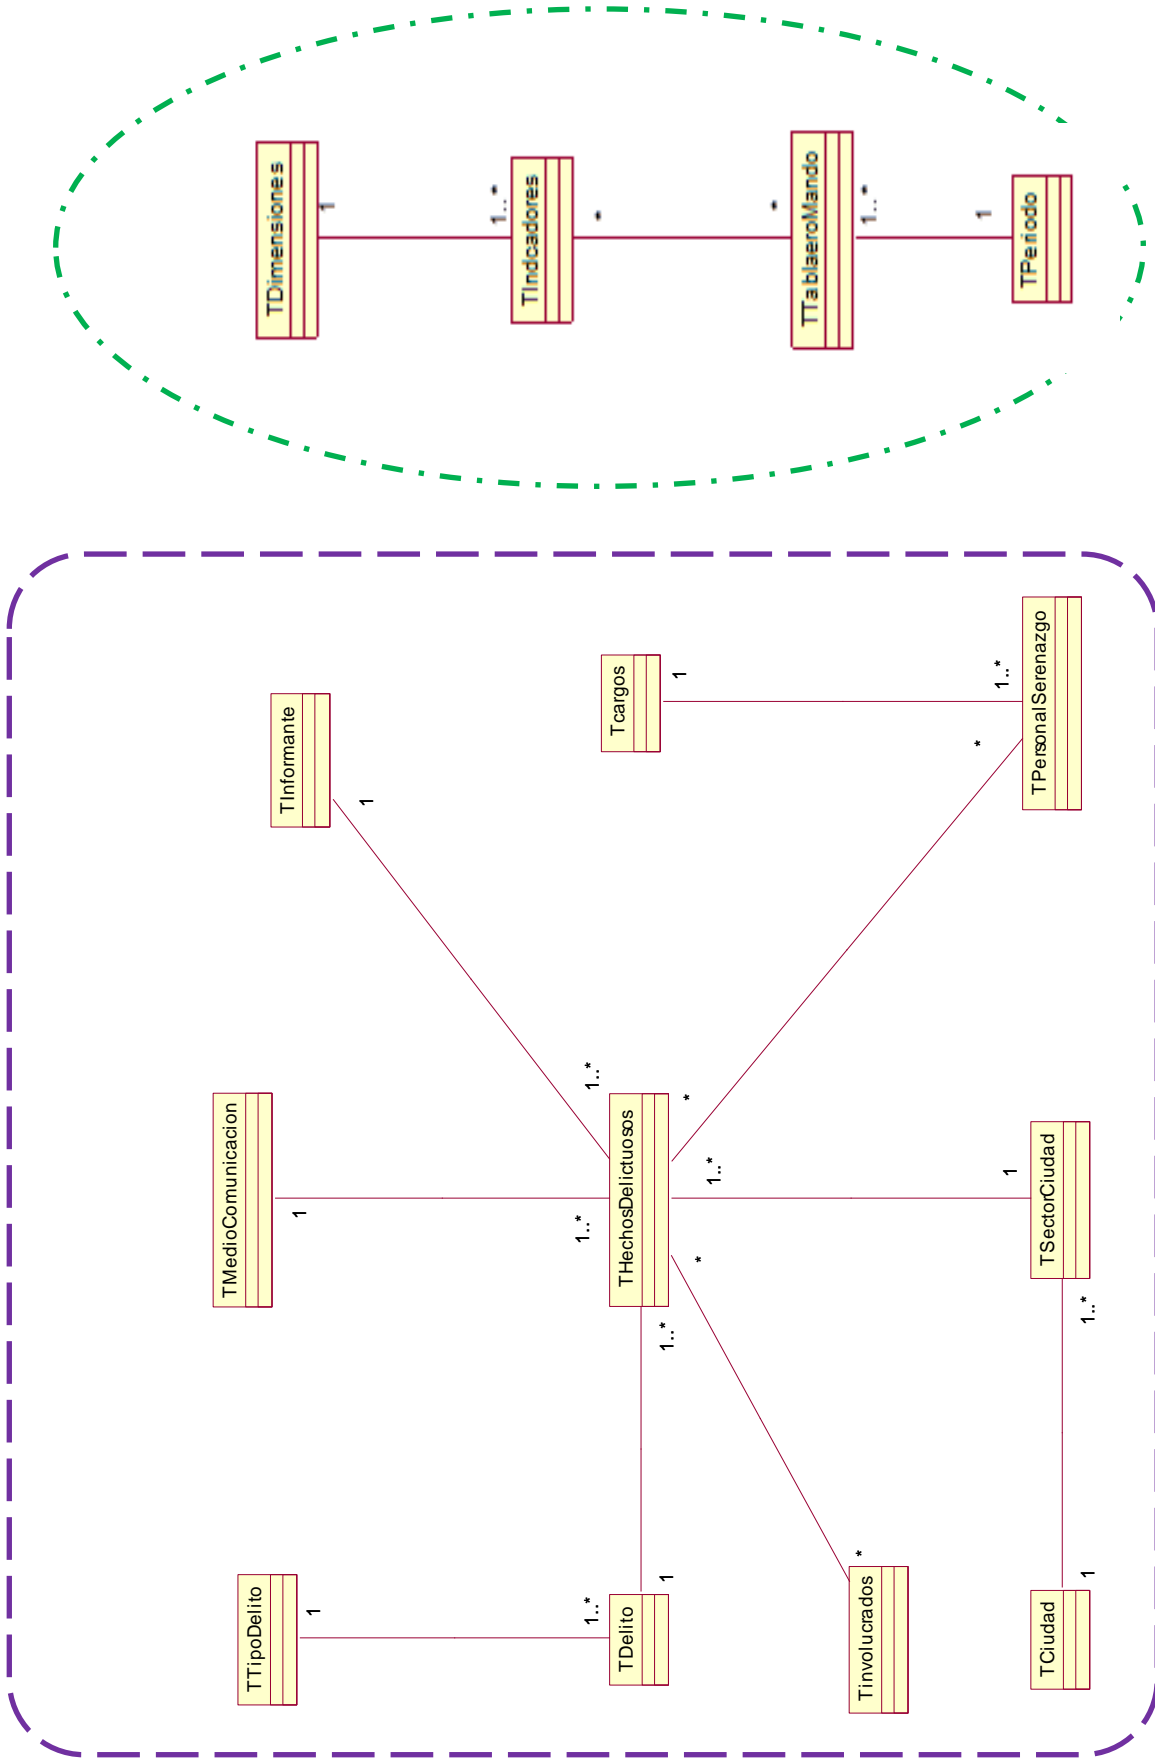 TMedioComunicacion
TTipoDelito
TInformante
1
1
1
1..*
1..*
1..*
Tcargos
TDelito
THechosDelictuosos
1
1..*
1
*
*
1..*
Tinvolucrados
*
*
1..*
1
TPersonalSerenazgo
TCiudad
TSectorCiudad
1
1..*
TDimensiones
1
1..*
TIndcadores
*
*
TTablaeroMando
1..*
1
TPeriodo